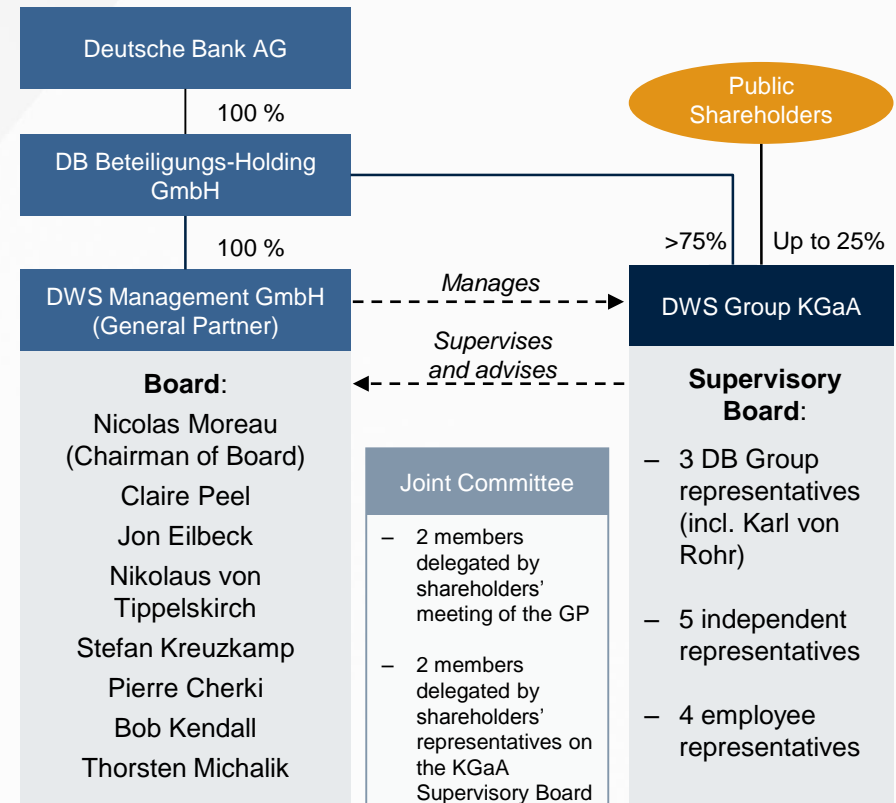 Deutsche Bank AG
100 %
Public
Shareholders
DB Beteiligungs-Holding
GmbH
100 %
>75%
Up to 25%
DWS Management GmbH
(General Partner)
Manages
DWS Group KGaA
Supervises
and advises
Board:
Nicolas Moreau
(Chairman of Board)
Claire Peel
Jon Eilbeck
Nikolaus von
Tippelskirch
Stefan Kreuzkamp
Pierre Cherki
Bob Kendall
Thorsten Michalik
Joint Committee
– 2 members
delegated by
shareholders’
meeting of the GP
– 2 members
delegated by
shareholders’
representatives on
the KGaA
Supervisory Board
Supervisory
Board:
– 3 DB Group
representatives
(incl. Karl von
Rohr)
– 5 independent
representatives
– 4 employee
representatives